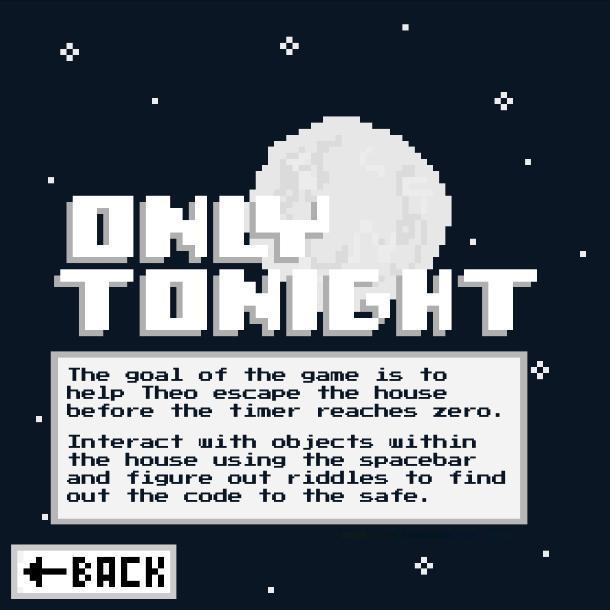 ONLY
TONIGHT
The goal of the game is to
help Theo escape the house
before the timer reaches zero.
Interact with objects within
the house using the spacebar
and figure out riddles to find
out the code to the safe.
BACK